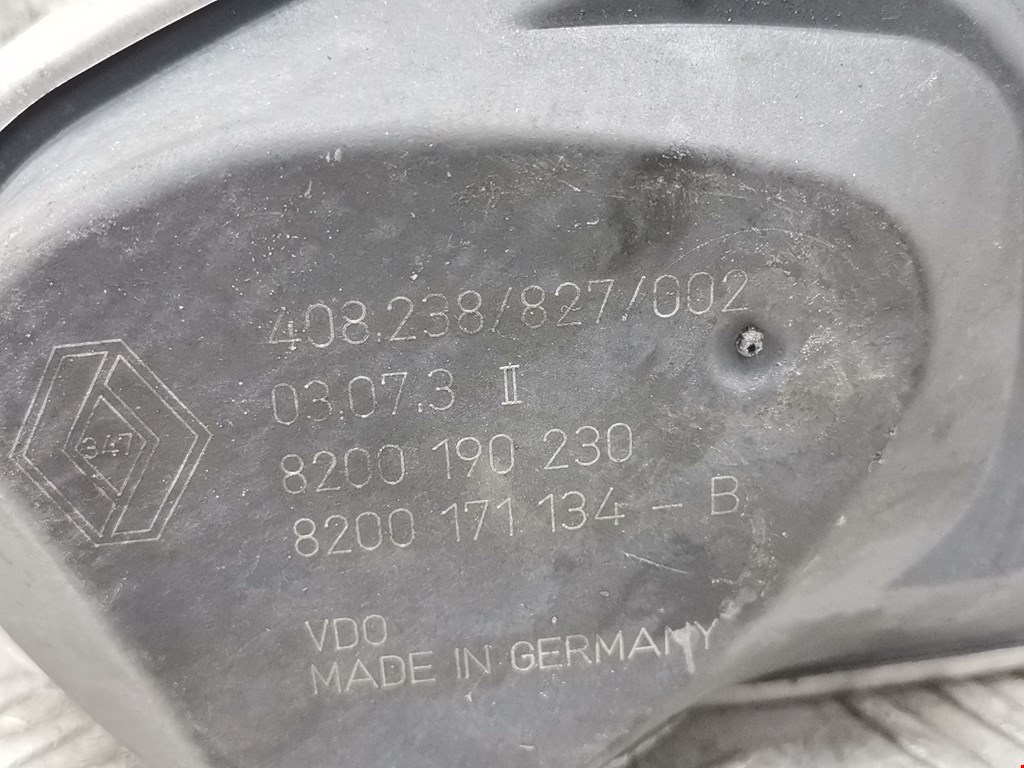 408.238/827/002
03.07.3 II
347
8200 190 230
8200 171 134 - B
VDO
MADE IN GERMANY